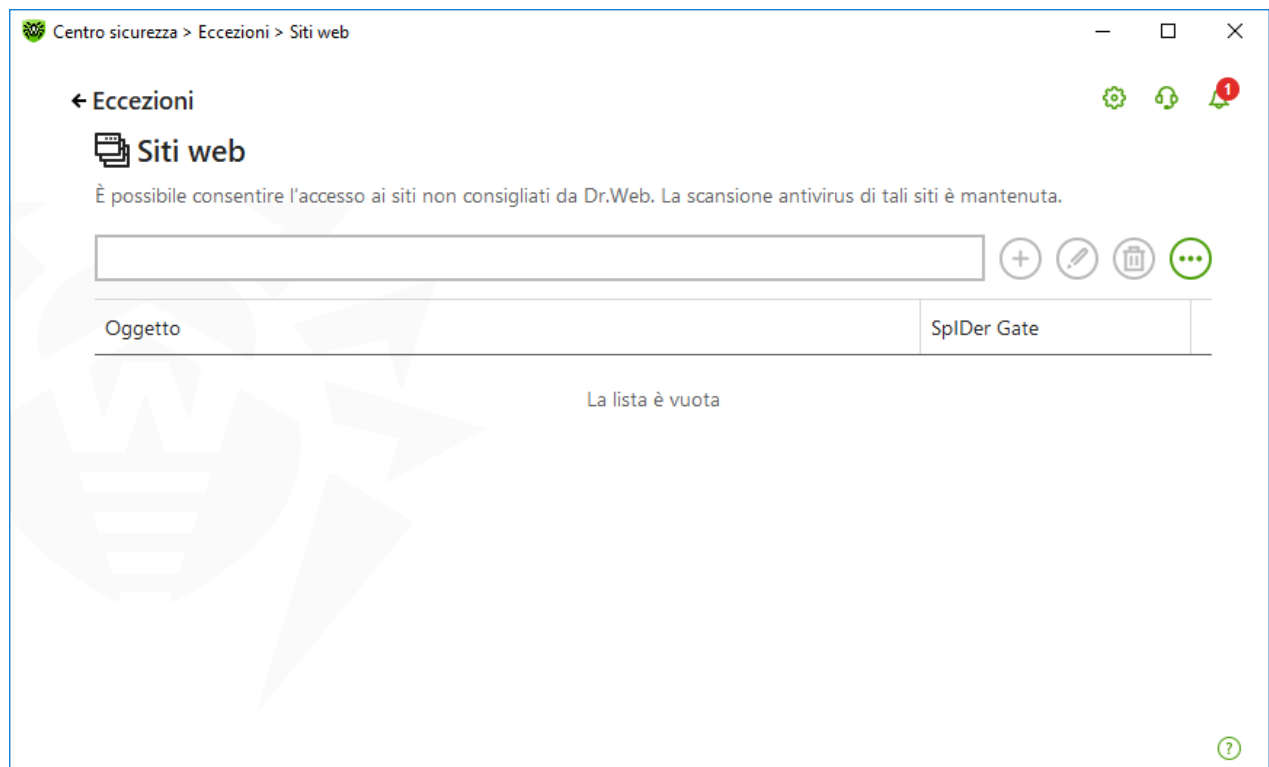 Centro sicurezza > Eccezioni > Siti web
Eccezioni
1
Siti web
È possibile consentire l'accesso ai siti non consigliati da Dr.Web. La scansione antivirus di tali siti è mantenuta.
Oggetto
SpIDer Gate
La lista è vuota
?